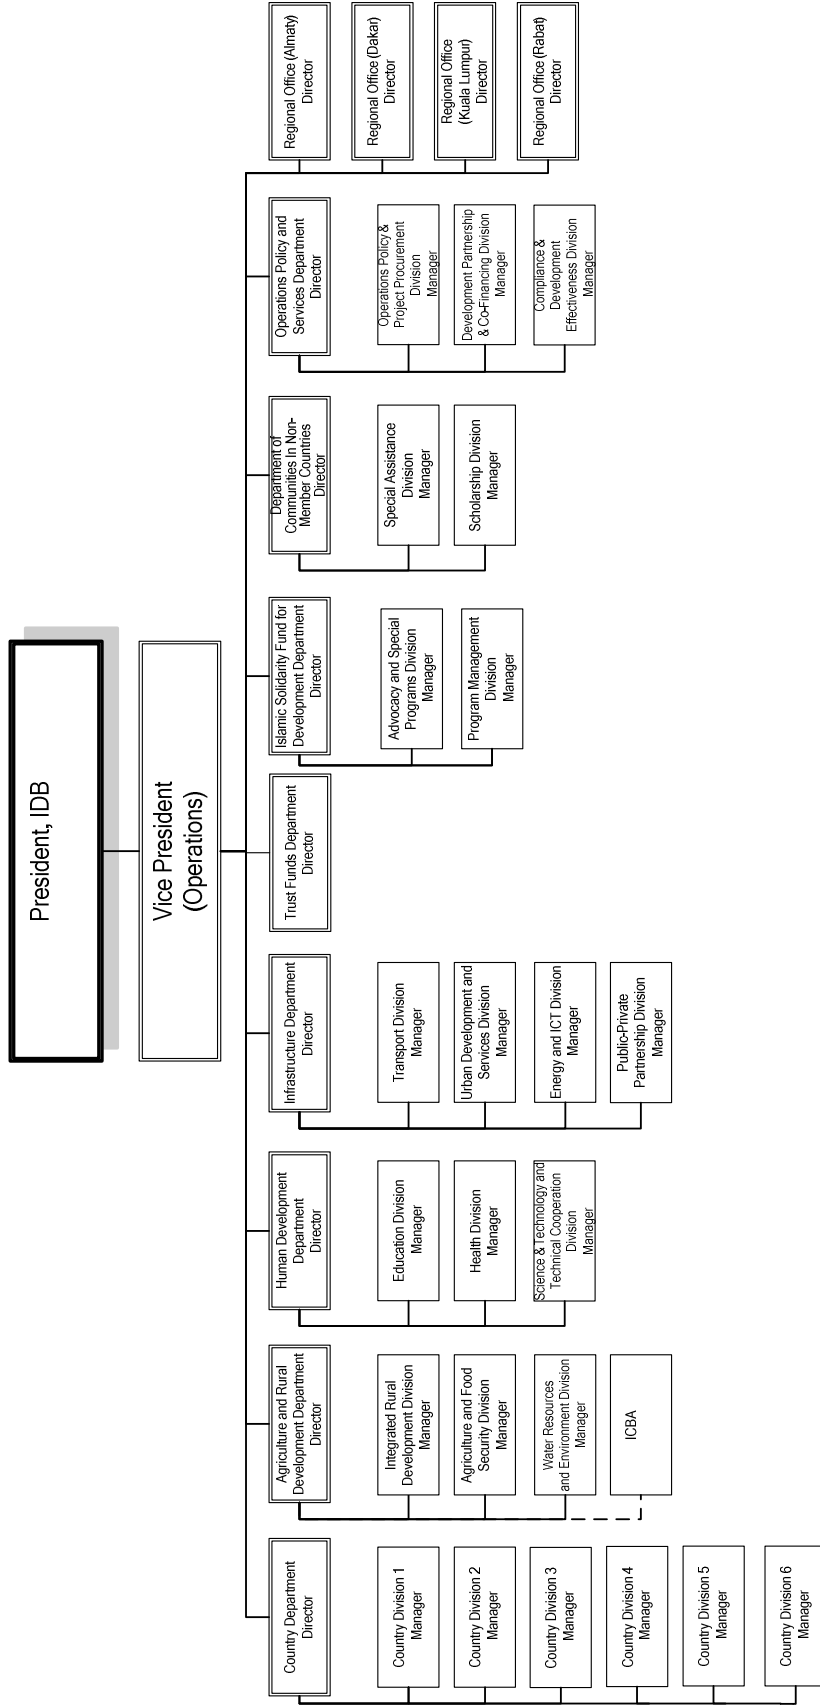 President, IDB
Vice President
(Operations)
Country Department
Director
Country Division 1
Manager
Country Division 2
Manager
Country Division 3
Manager
Country Division 4
Manager
Country Division 5
Manager
Country Division 6
Manager
Agriculture and Rural
Development Department
Director
Integrated Rural
Development Division
Manager
Agriculture and Food
Security Division
Manager
Water Resources
and Environment Division
Manager
ICBA
Human Development
Department
Director
Education Division
Manager
Health Division
Manager
Science & Technology and
Technical Cooperation
Division
Manager
Infrastructure Department
Director
Transport Division
Manager
Urban Development and
Services Division
Manager
Energy and ICT Division
Manager
Public-Private
Partnership Division
Manager
Trust Funds Department
Director
Islamic Solidarity Fund for
Development Department
Director
Advocacy and Special
Programs Division
Manager
Program Management
Division
Manager
Department of
Communities In Non-
Member Countries
Director
Special Assistance
Division
Manager
Scholarship Division
Manager
Operations Policy and
Services Department
Director
Operations Policy &
Project Procurement
Division
Manager
Development Partnership
& Co-Financing Division
Manager
Compliance &
Development
Effectiveness Division
Manager
Regional Office (Almaty)
Director
Regional Office (Dakar)
Director
Regional Office
(Kuala Lumpur)
Director
Regional Office (Rabat)
Director